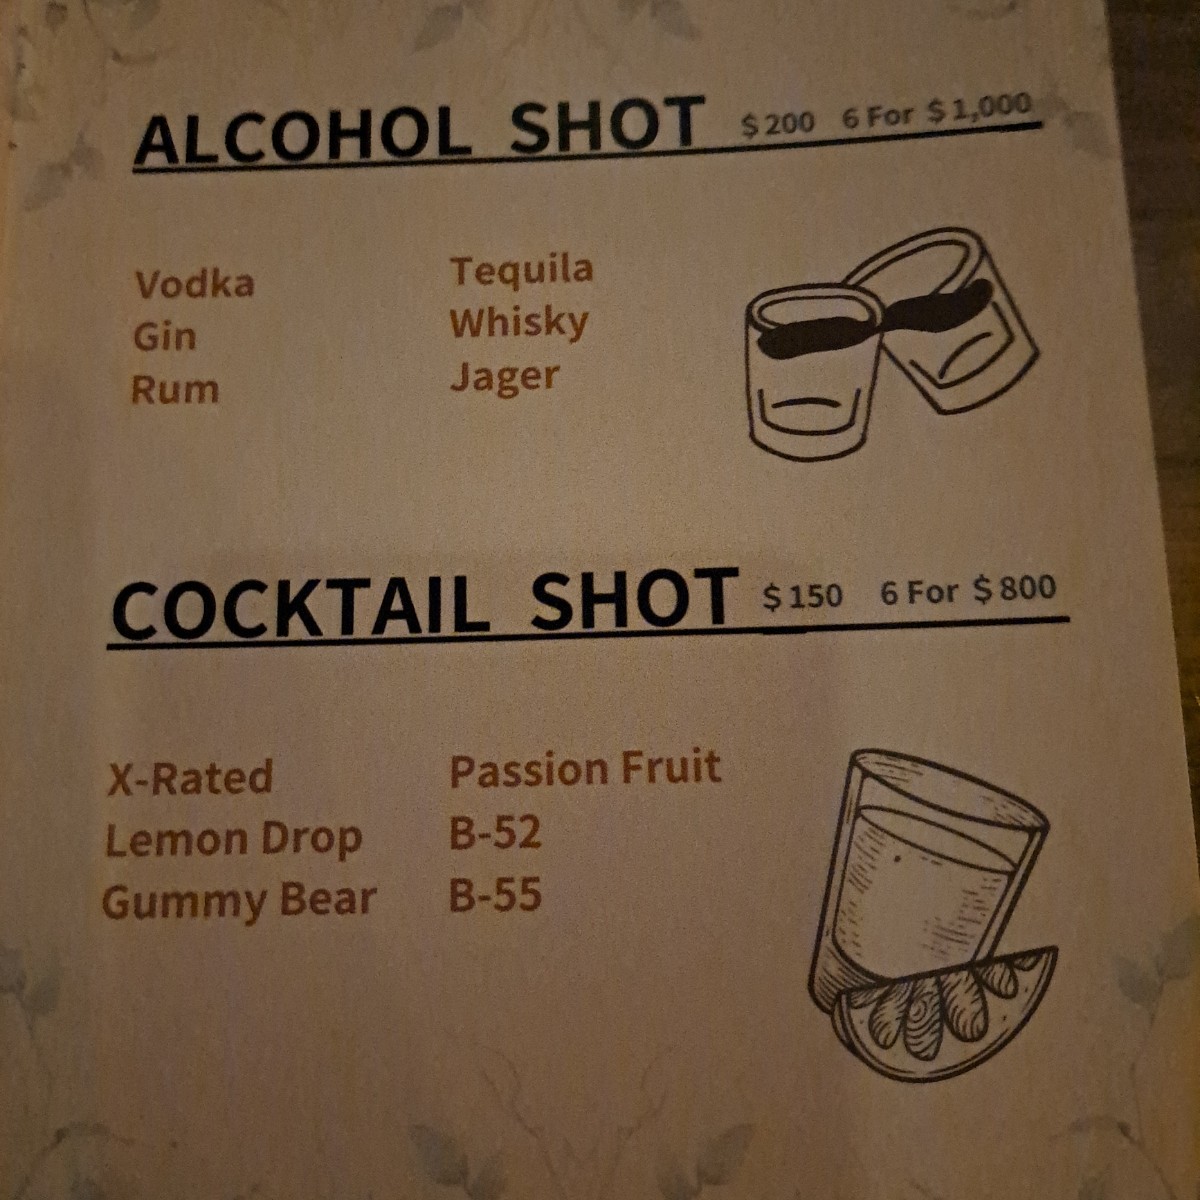 ALCOHOL SHOT $200 6 For $1,000
Vodka
Gin
Rum
Tequila
Whisky
Jager
COCKTAIL SHOT $150 6 For $800
X-Rated
Lemon Drop
Gummy Bear
Passion Fruit
B-52
B-55